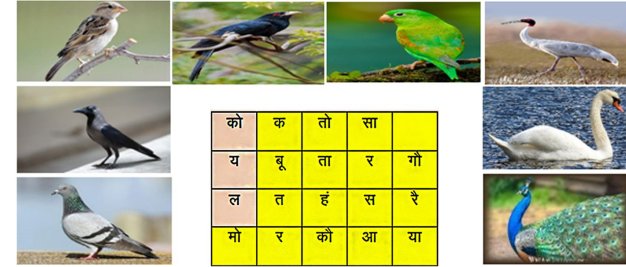 को क तो सा
य बू ता र गौ
ल त हं स रै
मो र कौ आ या